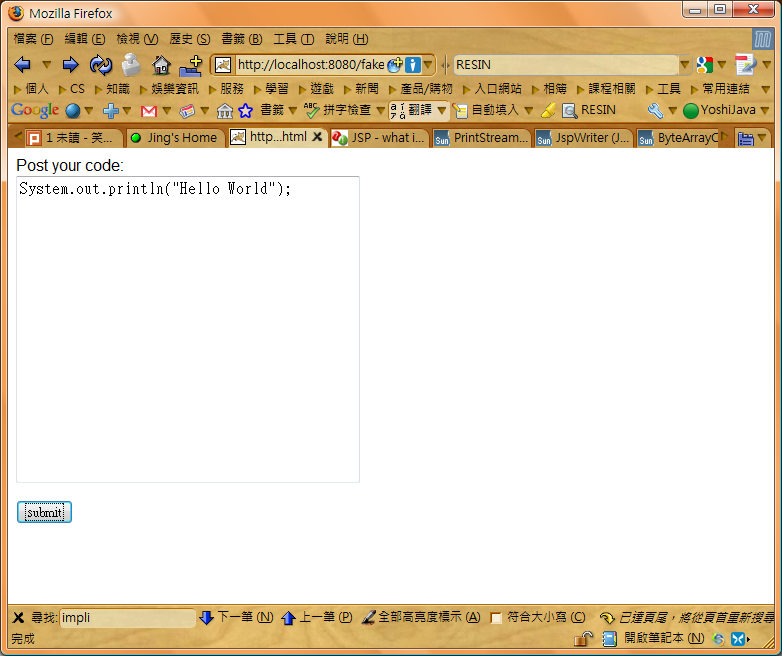 Mozilla Firefox
檔案 (F) 編輯 (E) 檢視 (V) 歷史 (S) 書籤 (B) 工具 (T) 說明 (H)
http://localhost:8080/fake RESIN
個人 CS 知識 娛樂資訊 服務 學習 遊戲 新聞 產品/購物 入口網站 相簿 課程相關 工具 常用連結
Google 書籤 ABC 拼字檢查 翻譯 自動填入 RESIN YoshiJava
1 未讀 - 笑... Jing's Home http...html JSP - what i... Sun PrintStream... Sun JspWriter (J... Sun ByteArrayO
Post your code:
System.out.println("Hello World");
submit
尋找: impli 下一筆 (N) 上一筆 (P) 全部高亮度標示 (A) 符合大小寫 (C) 已達頁尾，將從頁首重新搜尋
完成 開啟筆記本 (N)